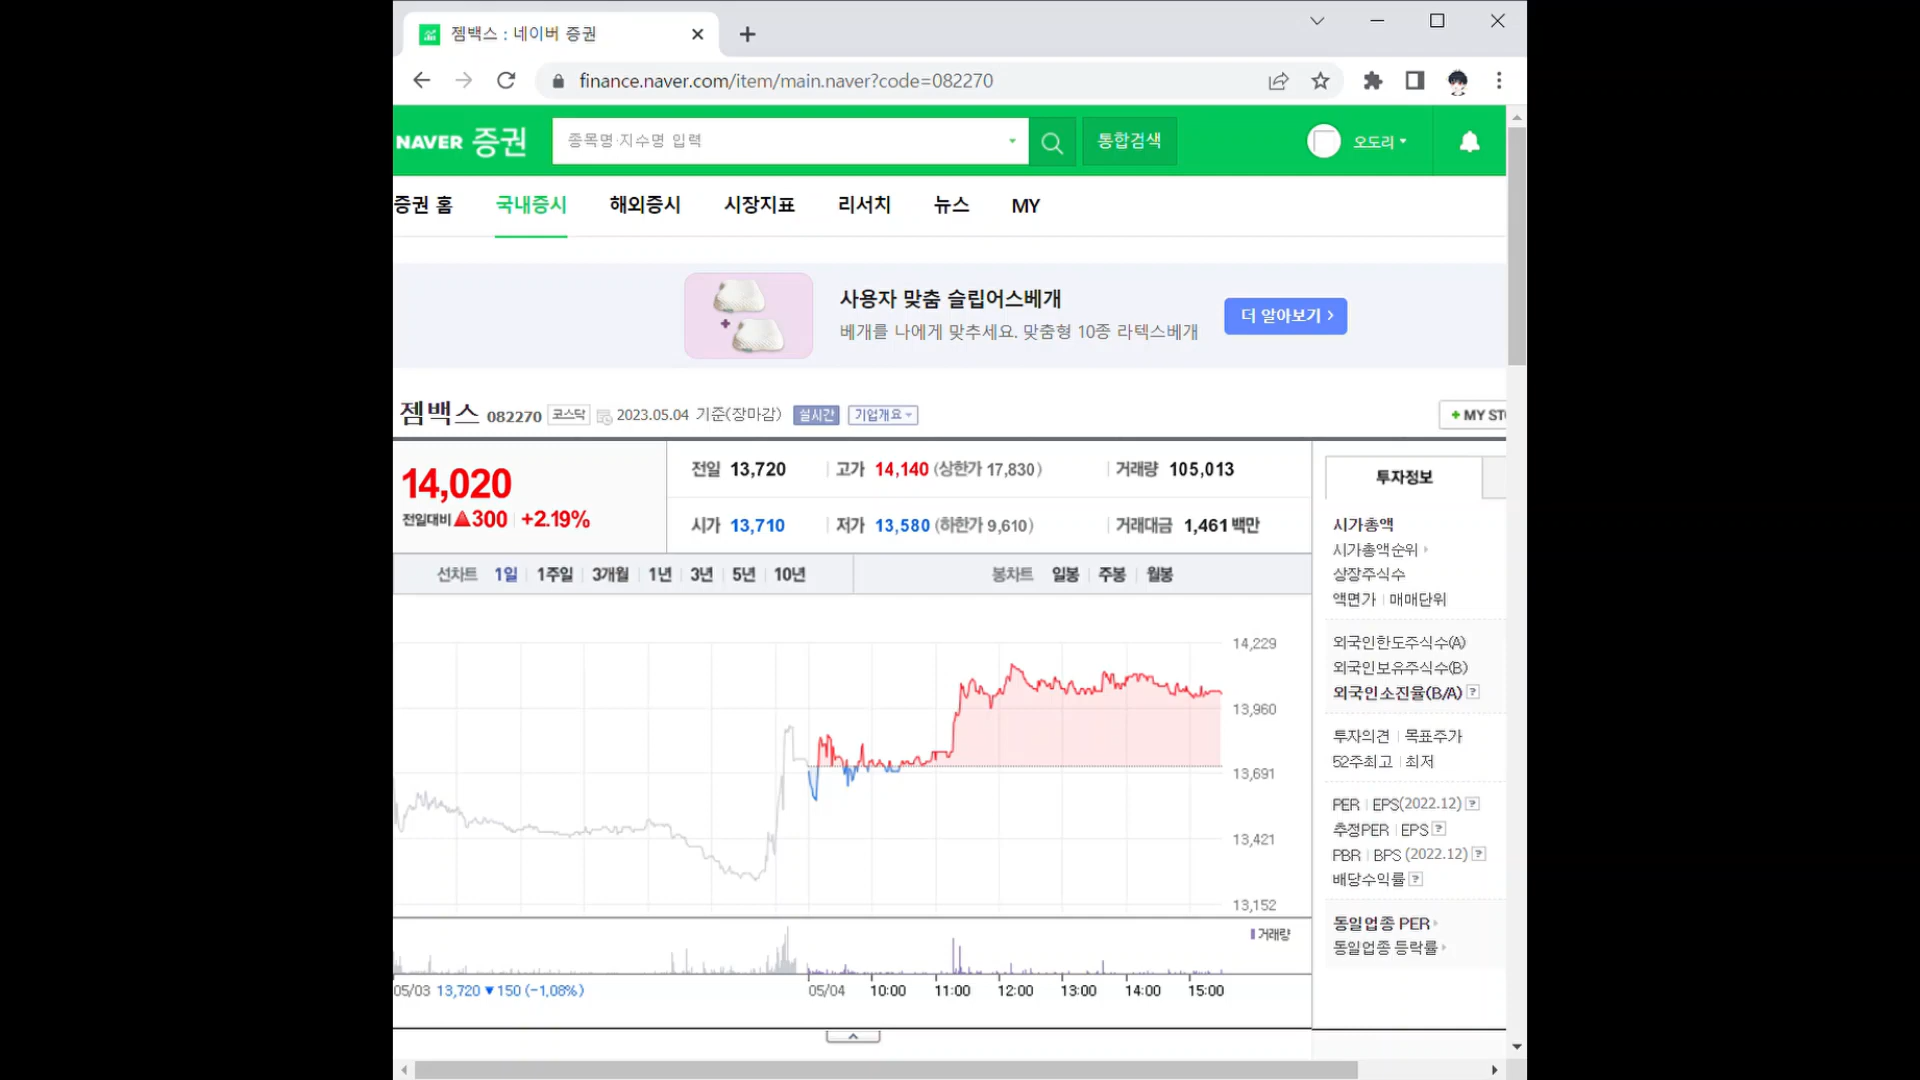 젬백스 : 네이버 증권
finance.naver.com/item/main.naver?code=082270
NAVER 증권
종목명·지수명 입력
통합검색
오도리
증권 홈 국내증시 해외증시 시장지표 리서치 뉴스 MY
사용자 맞춤 슬립어스베개
베개를 나에게 맞추세요. 맞춤형 10종 라텍스베개
더 알아보기 >
젬백스 082270 코스닥 2023.05.04 기준(장마감) 실시간 기업개요
+ MY ST
14,020
전일대비 ▲300 +2.19%
전일 13,720 고가 14,140 (상한가 17,830) 거래량 105,013
시가 13,710 저가 13,580 (하한가 9,610) 거래대금 1,461 백만
선차트 1일 1주일 3개월 1년 3년 5년 10년
봉차트 일봉 주봉 월봉
14,229
13,960
13,691
13,421
13,152
거래량
05/03 13,720 ▼150 (-1,08%)
05/04 10:00 11:00 12:00 13:00 14:00 15:00
투자정보
시가총액
시가총액순위
상장주식수
액면가 | 매매단위
외국인한도주식수(A)
외국인보유주식수(B)
외국인소진율(B/A) ?
투자의견 | 목표주가
52주최고 | 최저
PER | EPS(2022.12) ?
추정PER | EPS ?
PBR | BPS (2022.12) ?
배당수익률 ?
동일업종 PER
동일업종 등락률